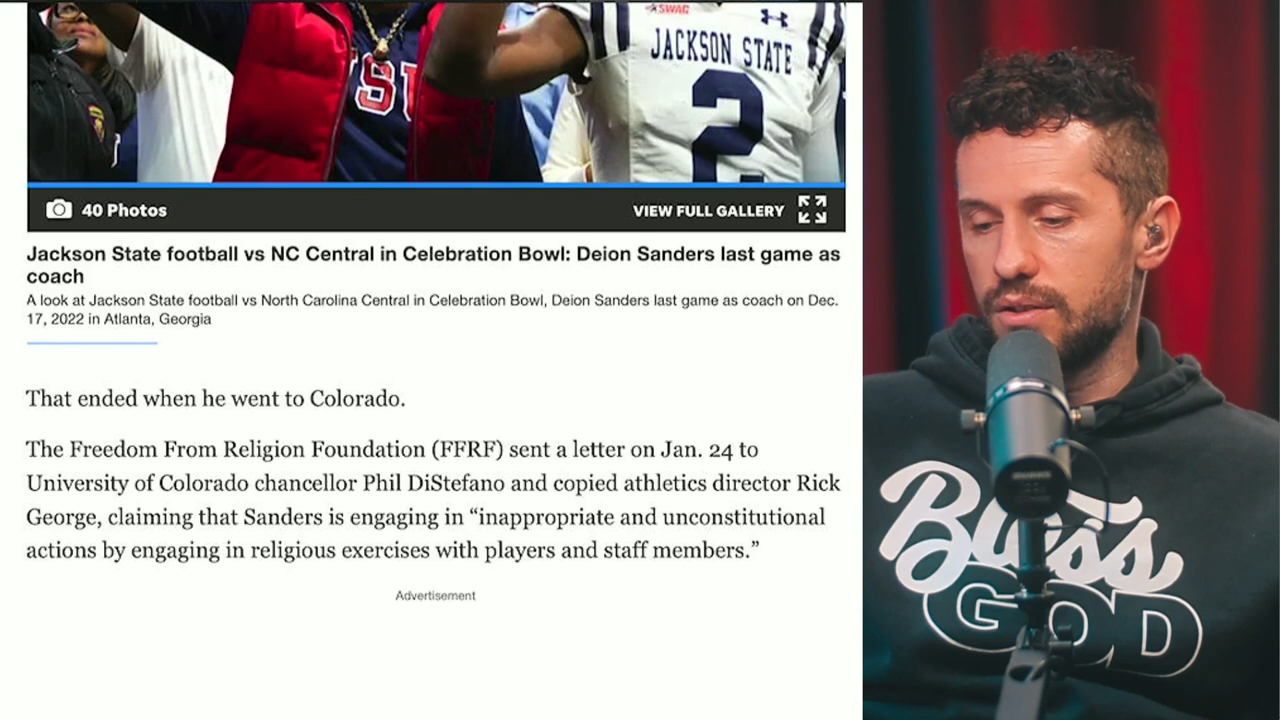 SWAC
JACKSON STATE
2
40 Photos
VIEW FULL GALLERY
Jackson State football vs NC Central in Celebration Bowl: Deion Sanders last game as
coach
A look at Jackson State football vs North Carolina Central in Celebration Bowl, Deion Sanders last game as coach on Dec.
17, 2022 in Atlanta, Georgia
That ended when he went to Colorado.
The Freedom From Religion Foundation (FFRF) sent a letter on Jan. 24 to
University of Colorado chancellor Phil DiStefano and copied athletics director Rick
George, claiming that Sanders is engaging in “inappropriate and unconstitutional
actions by engaging in religious exercises with players and staff members.”
Advertisement
Bless
GOD